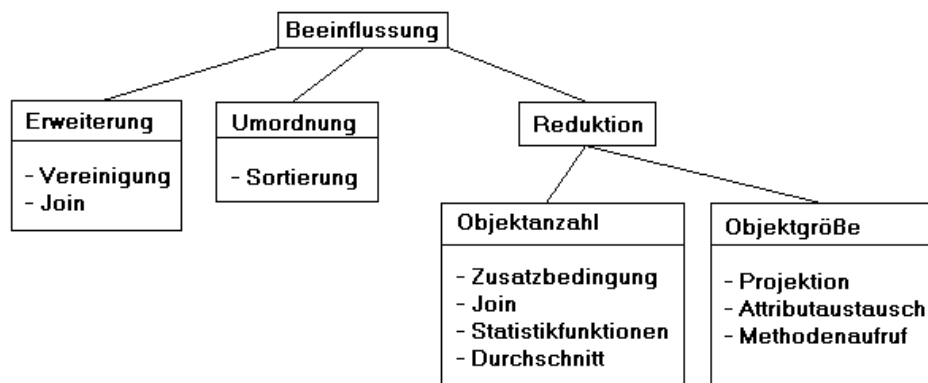 Beeinflussung
Erweiterung
- Vereinigung
- Join
Umordnung
- Sortierung
Reduktion
Objektanzahl
- Zusatzbedingung
- Join
- Statistikfunktionen
- Durchschnitt
Objektgröße
- Projektion
- Attributaustausch
- Methodenaufruf